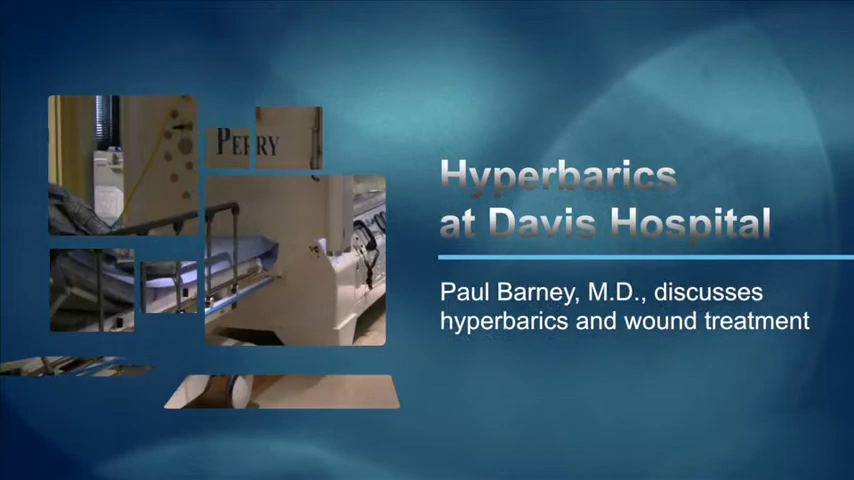 PERRY
Hyperbarics
at Davis Hospital
Paul Barney, M.D., discusses
hyperbarics and wound treatment